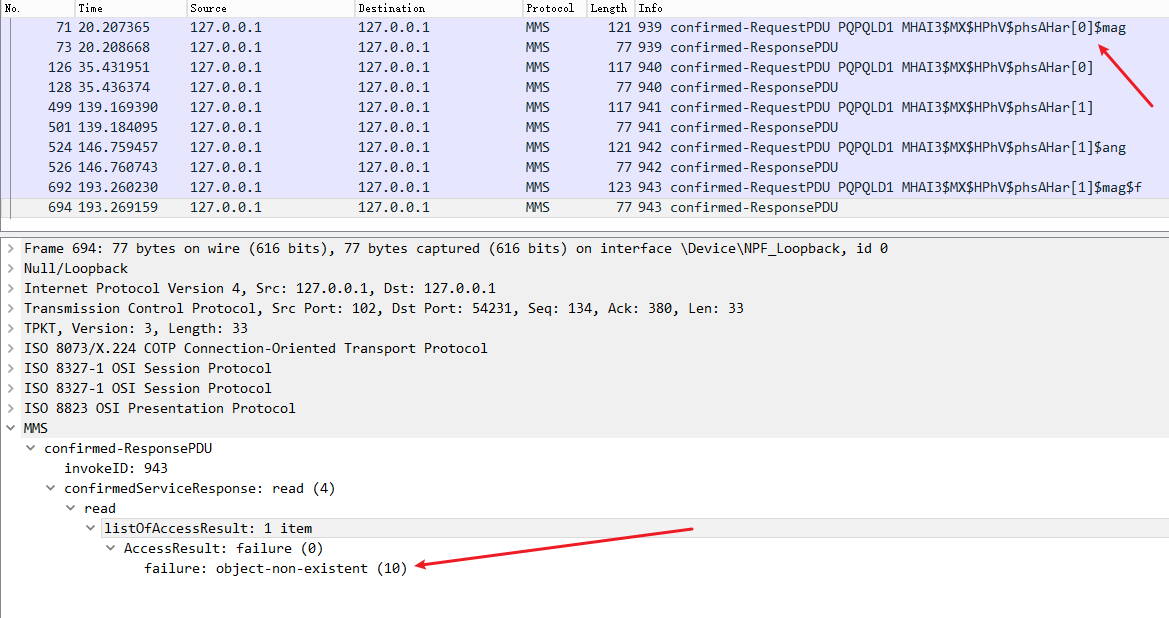 No. Time Source Destination Protocol Length Info
71 20.207365 127.0.0.1 127.0.0.1 MMS 121 939 confirmed-RequestPDU PQPQLD1 MHAI3$MX$HPhV$phsAHar[0]$mag
73 20.208668 127.0.0.1 127.0.0.1 MMS 77 939 confirmed-ResponsePDU
126 35.431951 127.0.0.1 127.0.0.1 MMS 117 940 confirmed-RequestPDU PQPQLD1 MHAI3$MX$HPhV$phsAHar[0]
128 35.436374 127.0.0.1 127.0.0.1 MMS 77 940 confirmed-ResponsePDU
499 139.169390 127.0.0.1 127.0.0.1 MMS 117 941 confirmed-RequestPDU PQPQLD1 MHAI3$MX$HPhV$phsAHar[1]
501 139.184095 127.0.0.1 127.0.0.1 MMS 77 941 confirmed-ResponsePDU
524 146.759457 127.0.0.1 127.0.0.1 MMS 121 942 confirmed-RequestPDU PQPQLD1 MHAI3$MX$HPhV$phsAHar[1]$ang
526 146.760743 127.0.0.1 127.0.0.1 MMS 77 942 confirmed-ResponsePDU
692 193.260230 127.0.0.1 127.0.0.1 MMS 123 943 confirmed-RequestPDU PQPQLD1 MHAI3$MX$HPhV$phsAHar[1]$mag$f
694 193.269159 127.0.0.1 127.0.0.1 MMS 77 943 confirmed-ResponsePDU
Frame 694: 77 bytes on wire (616 bits), 77 bytes captured (616 bits) on interface \Device\NPF_Loopback, id 0
Null/Loopback
Internet Protocol Version 4, Src: 127.0.0.1, Dst: 127.0.0.1
Transmission Control Protocol, Src Port: 102, Dst Port: 54231, Seq: 134, Ack: 380, Len: 33
TPKT, Version: 3, Length: 33
ISO 8073/X.224 COTP Connection-Oriented Transport Protocol
ISO 8327-1 OSI Session Protocol
ISO 8327-1 OSI Session Protocol
ISO 8823 OSI Presentation Protocol
MMS
confirmed-ResponsePDU
invokeID: 943
confirmedServiceResponse: read (4)
read
listOfAccessResult: 1 item
AccessResult: failure (0)
failure: object-non-existent (10)